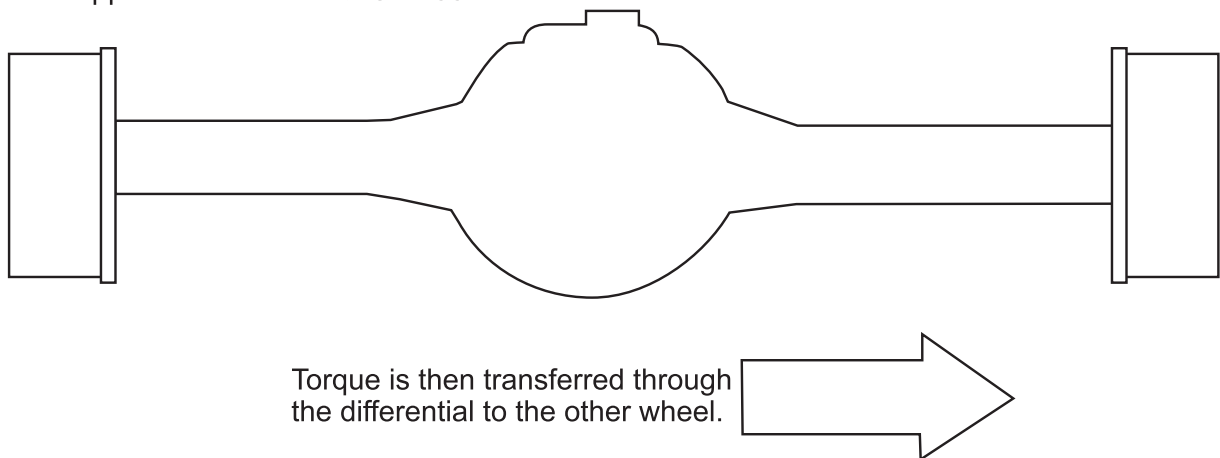 Torque is then transferred through
the differential to the other wheel.